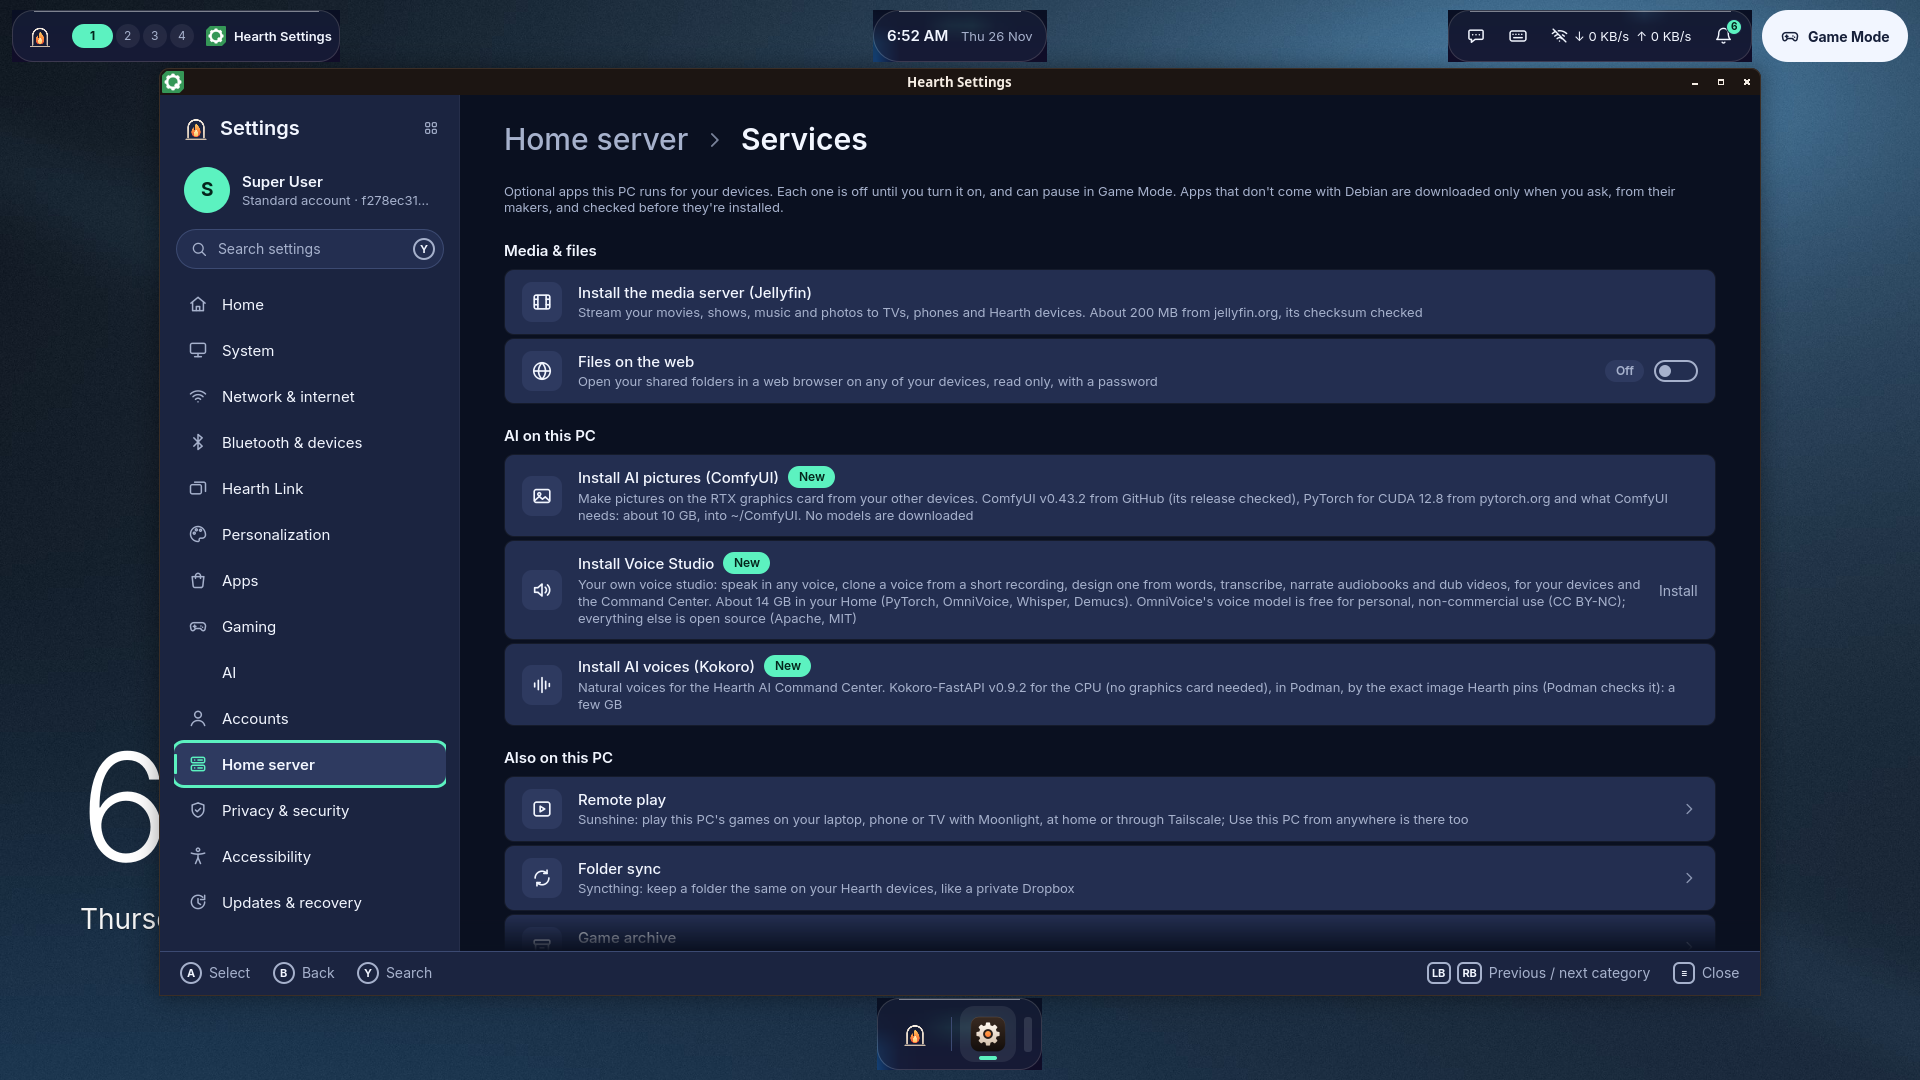 1 2 3 4 Hearth Settings
6:52 AM Thu 26 Nov
↓ 0 KB/s ↑ 0 KB/s 6
Game Mode
Hearth Settings
Settings
S
Super User
Standard account · f278ec31...
Search settings Y
Home
System
Network & internet
Bluetooth & devices
Hearth Link
Personalization
Apps
Gaming
AI
Accounts
Home server
Privacy & security
Accessibility
Updates & recovery
Home server > Services
Optional apps this PC runs for your devices. Each one is off until you turn it on, and can pause in Game Mode. Apps that don't come with Debian are downloaded only when you ask, from their
makers, and checked before they're installed.
Media & files
Install the media server (Jellyfin)
Stream your movies, shows, music and photos to TVs, phones and Hearth devices. About 200 MB from jellyfin.org, its checksum checked
Files on the web
Open your shared folders in a web browser on any of your devices, read only, with a password
Off
AI on this PC
Install AI pictures (ComfyUI) New
Make pictures on the RTX graphics card from your other devices. ComfyUI v0.43.2 from GitHub (its release checked), PyTorch for CUDA 12.8 from pytorch.org and what ComfyUI
needs: about 10 GB, into ~/ComfyUI. No models are downloaded
Install Voice Studio New
Your own voice studio: speak in any voice, clone a voice from a short recording, design one from words, transcribe, narrate audiobooks and dub videos, for your devices and
the Command Center. About 14 GB in your Home (PyTorch, OmniVoice, Whisper, Demucs). OmniVoice's voice model is free for personal, non-commercial use (CC BY-NC);
everything else is open source (Apache, MIT)
Install
Install AI voices (Kokoro) New
Natural voices for the Hearth AI Command Center. Kokoro-FastAPI v0.9.2 for the CPU (no graphics card needed), in Podman, by the exact image Hearth pins (Podman checks it): a
few GB
Also on this PC
Remote play
Sunshine: play this PC's games on your laptop, phone or TV with Moonlight, at home or through Tailscale; Use this PC from anywhere is there too
Folder sync
Syncthing: keep a folder the same on your Hearth devices, like a private Dropbox
Game archive
6
Thurs
A Select B Back Y Search
LB RB Previous / next category ≡ Close